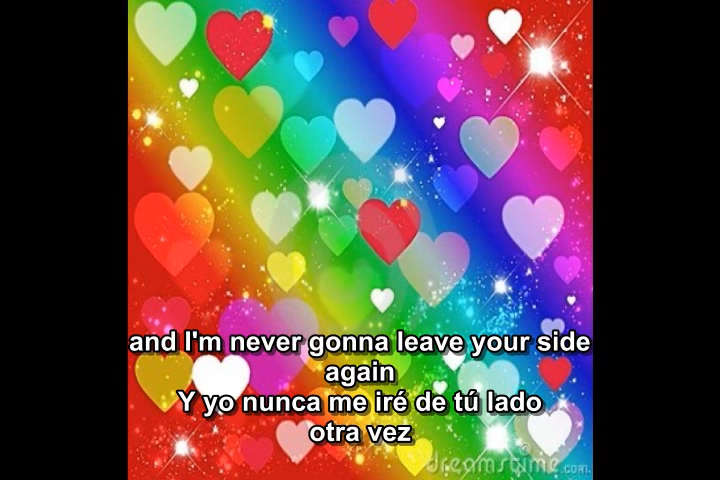 and I'm never gonna leave your side
again
Y yo nunca me iré de tú lado
otra vez
dreamstime.com